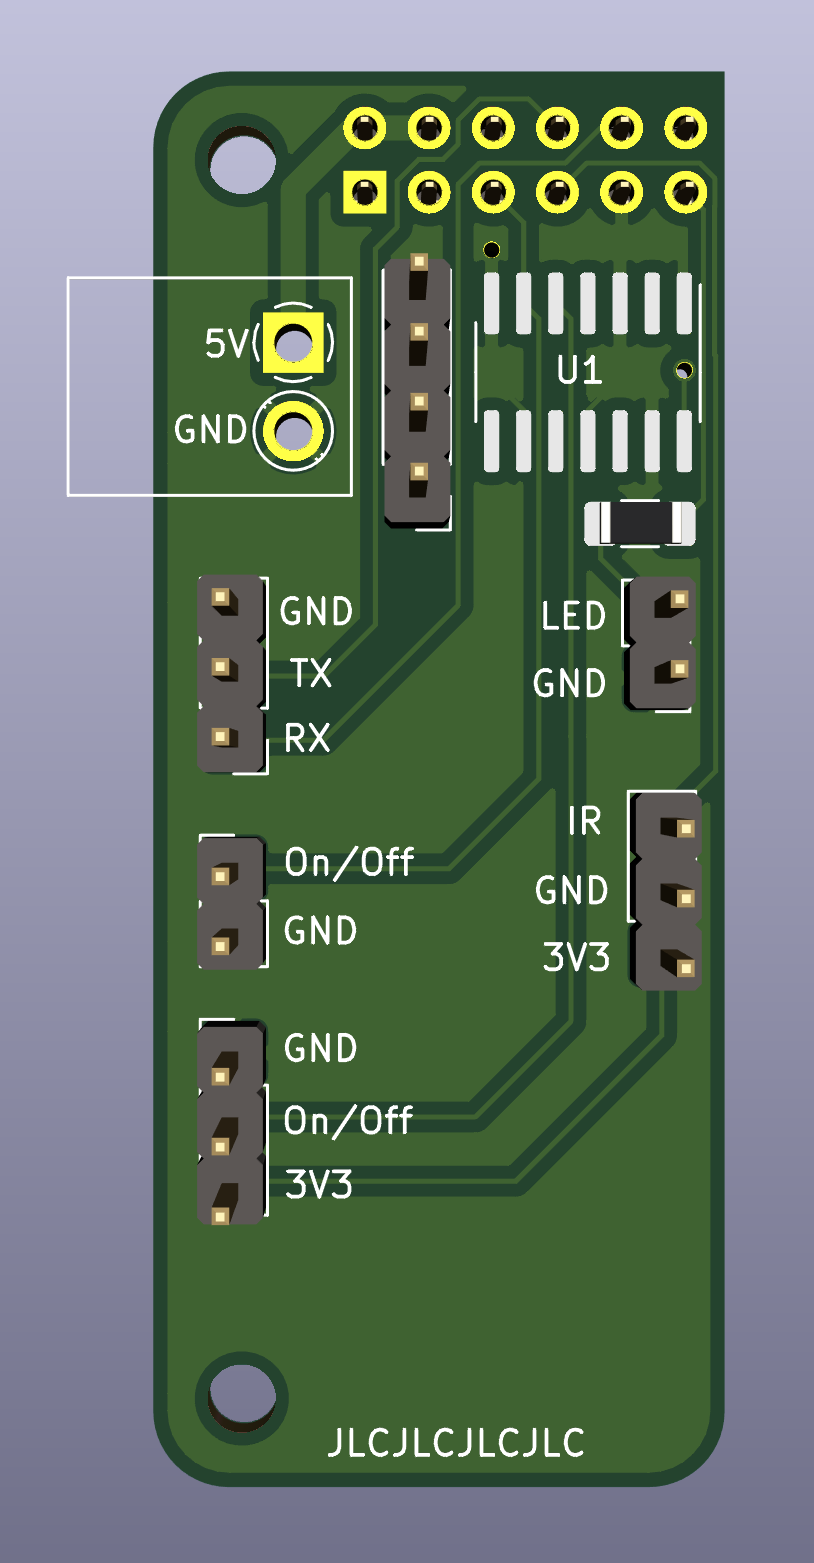 5V
U1
GND
GND
LED
TX
GND
RX
IR
On/Off
GND
GND
3V3
GND
On/Off
3V3
JLCJLCJLCJLC